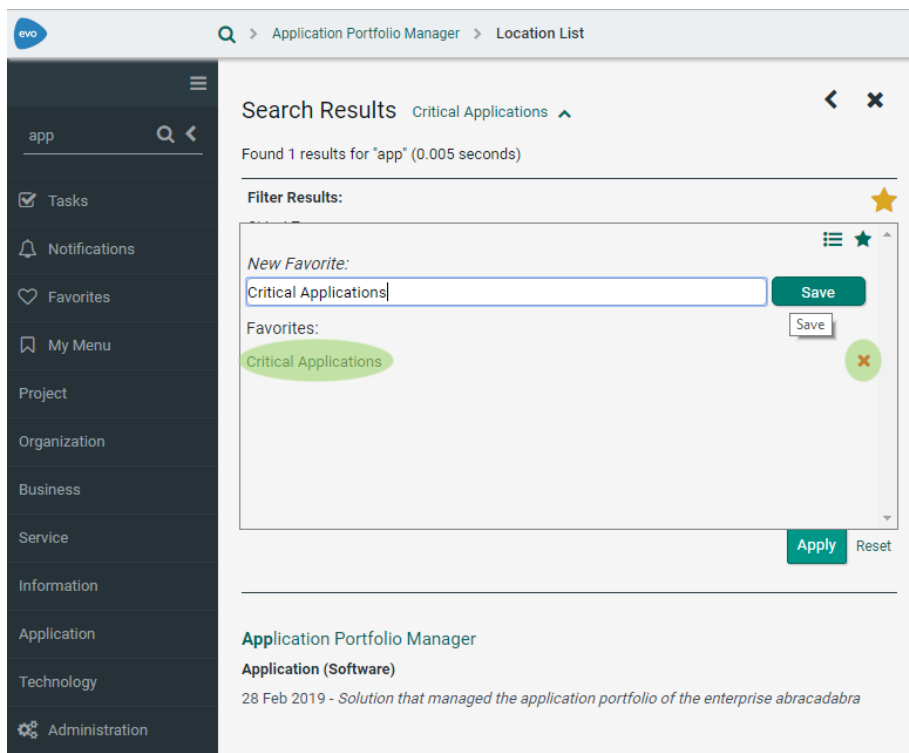 evo
Application Portfolio Manager > Location List
app
Tasks
Notifications
Favorites
My Menu
Project
Organization
Business
Service
Information
Application
Technology
Administration
Search Results Critical Applications
Found 1 results for "app" (0.005 seconds)
Filter Results:
New Favorite:
Critical Applications
Save
Save
Favorites:
Critical Applications
Apply Reset
Application Portfolio Manager
Application (Software)
28 Feb 2019 - Solution that managed the application portfolio of the enterprise abracadabra